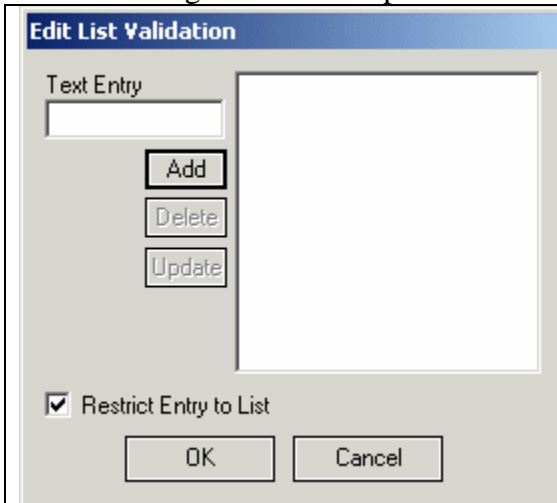 Edit List Validation
Text Entry
Add
Delete
Update
Restrict Entry to List
OK
Cancel